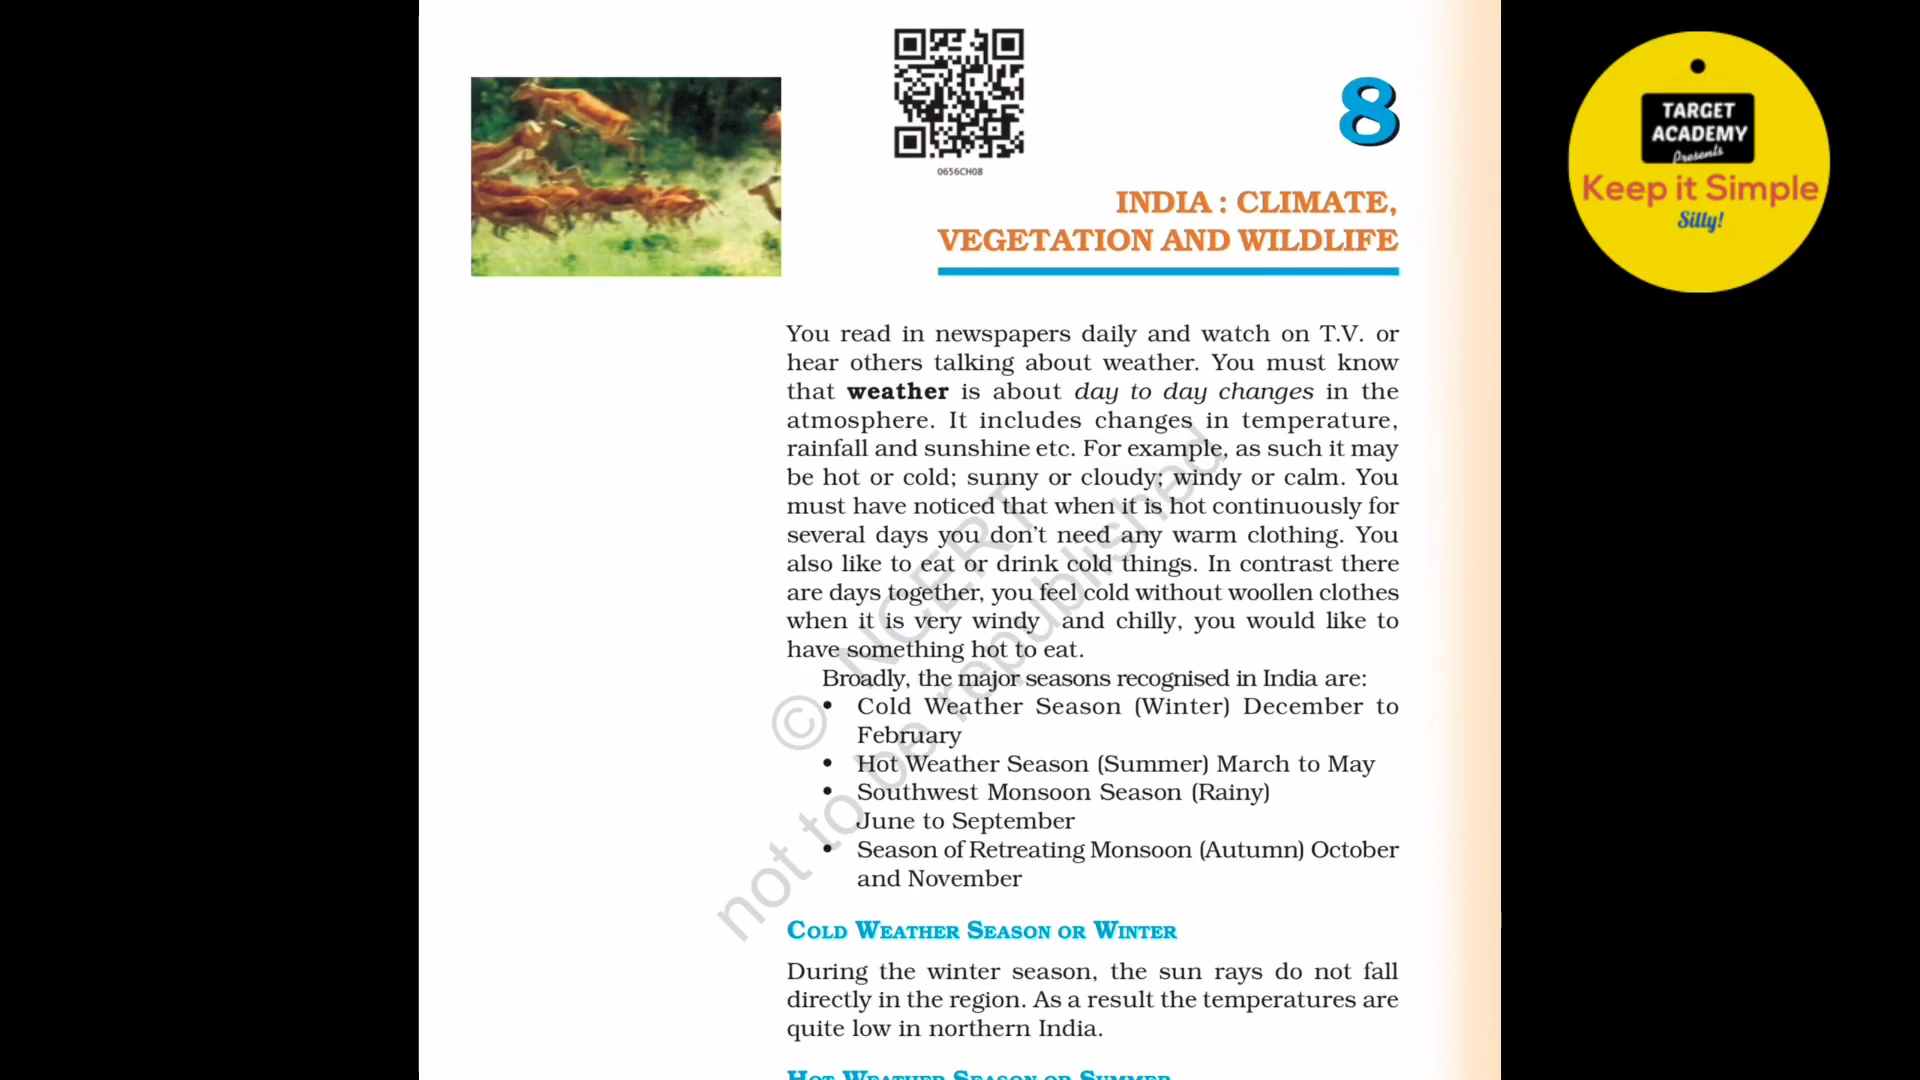 0656CH08
8
INDIA : CLIMATE,
VEGETATION AND WILDLIFE
TARGET
ACADEMY
Presents
Keep it Simple
Silly!
You read in newspapers daily and watch on T.V. or
hear others talking about weather. You must know
that weather is about day to day changes in the
atmosphere. It includes changes in temperature,
rainfall and sunshine etc. For example, as such it may
be hot or cold; sunny or cloudy; windy or calm. You
must have noticed that when it is hot continuously for
several days you don't need any warm clothing. You
also like to eat or drink cold things. In contrast there
are days together, you feel cold without woollen clothes
when it is very windy and chilly, you would like to
have something hot to eat.
Broadly, the major seasons recognised in India are:
• Cold Weather Season (Winter) December to
February
• Hot Weather Season (Summer) March to May
• Southwest Monsoon Season (Rainy)
June to September
• Season of Retreating Monsoon (Autumn) October
and November
© NCERT
not to be republished
COLD WEATHER SEASON OR WINTER
During the winter season, the sun rays do not fall
directly in the region. As a result the temperatures are
quite low in northern India.
HOT WEATHER SEASON OR SUMMER